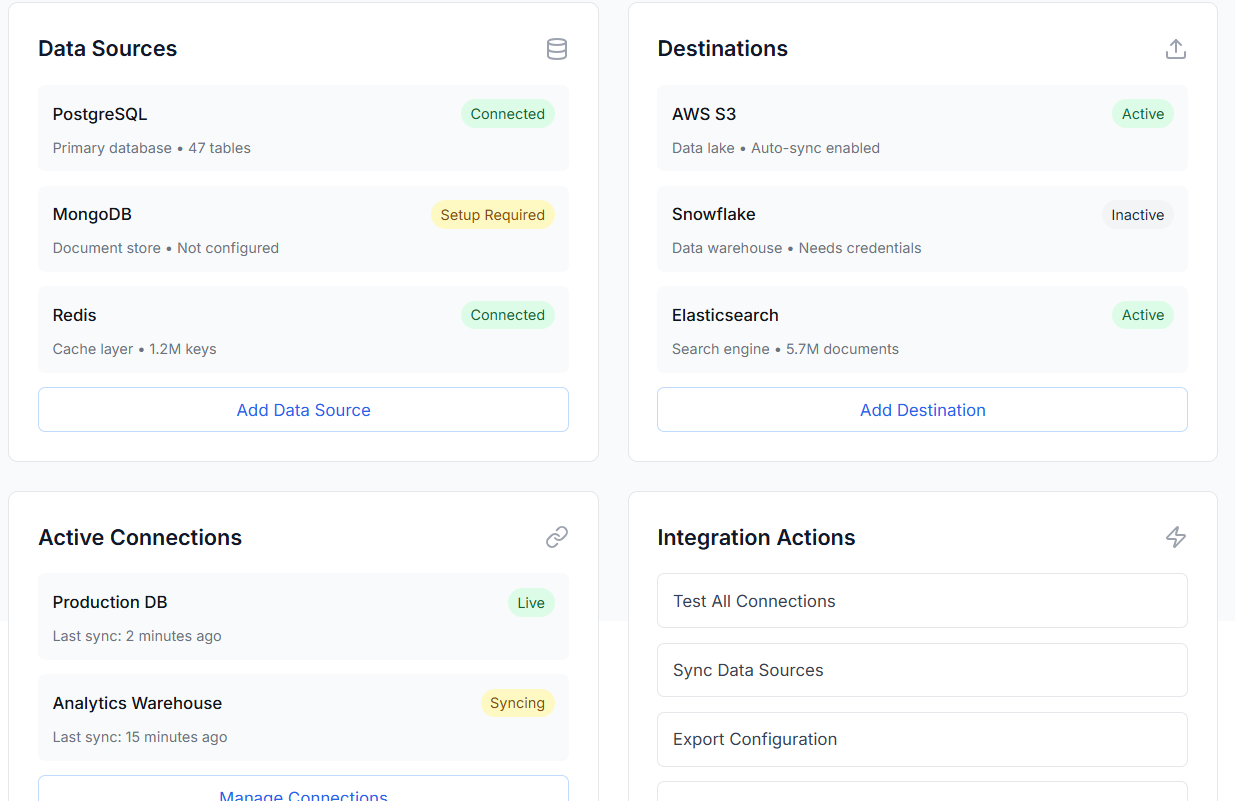 Data Sources
PostgreSQL
Connected
Primary database • 47 tables
MongoDB
Setup Required
Document store • Not configured
Redis
Connected
Cache layer • 1.2M keys
Add Data Source
Destinations
AWS S3
Active
Data lake • Auto-sync enabled
Snowflake
Inactive
Data warehouse • Needs credentials
Elasticsearch
Active
Search engine • 5.7M documents
Add Destination
Active Connections
Production DB
Live
Last sync: 2 minutes ago
Analytics Warehouse
Syncing
Last sync: 15 minutes ago
Manage Connections
Integration Actions
Test All Connections
Sync Data Sources
Export Configuration